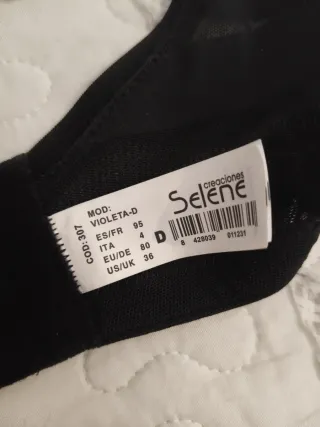 COD: 307
MOD:
VIOLETA-D
ES/FR 95
ITA 4
EU/DE 80
US/UK 36
D
creaciones
Selene
8 428039 011231